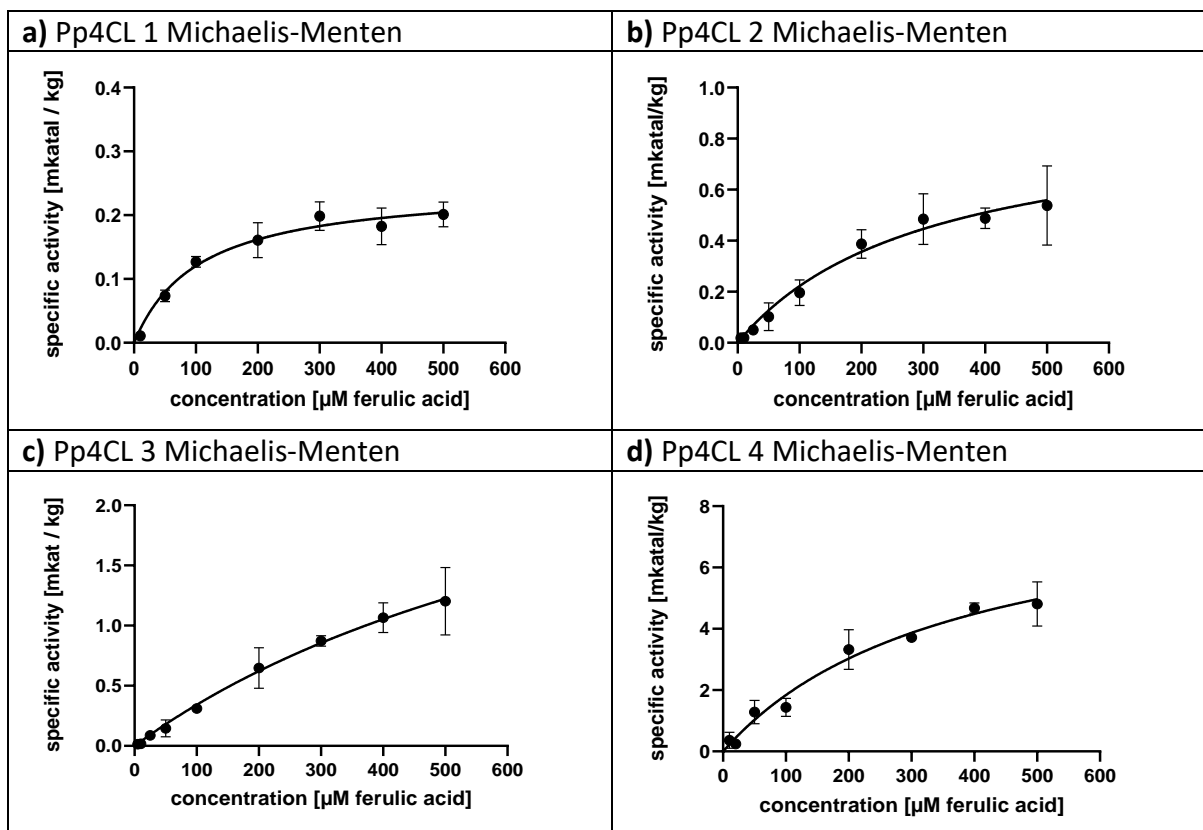 a) Pp4CL 1 Michaelis-Menten
0.4
0.3
0.2
0.1
0.0
specific activity [mkatal / kg]
0 100 200 300 400 500 600
concentration [µM ferulic acid]
b) Pp4CL 2 Michaelis-Menten
1.0
0.8
0.6
0.4
0.2
0.0
specific activity [mkatal/kg]
0 100 200 300 400 500 600
concentration [µM ferulic acid]
c) Pp4CL 3 Michaelis-Menten
2.0
1.5
1.0
0.5
0.0
specific activity [mkat / kg]
0 100 200 300 400 500 600
concentration [µM ferulic acid]
d) Pp4CL 4 Michaelis-Menten
8
6
4
2
0
specific activity [mkatal/kg]
0 100 200 300 400 500 600
concentration [µM ferulic acid]